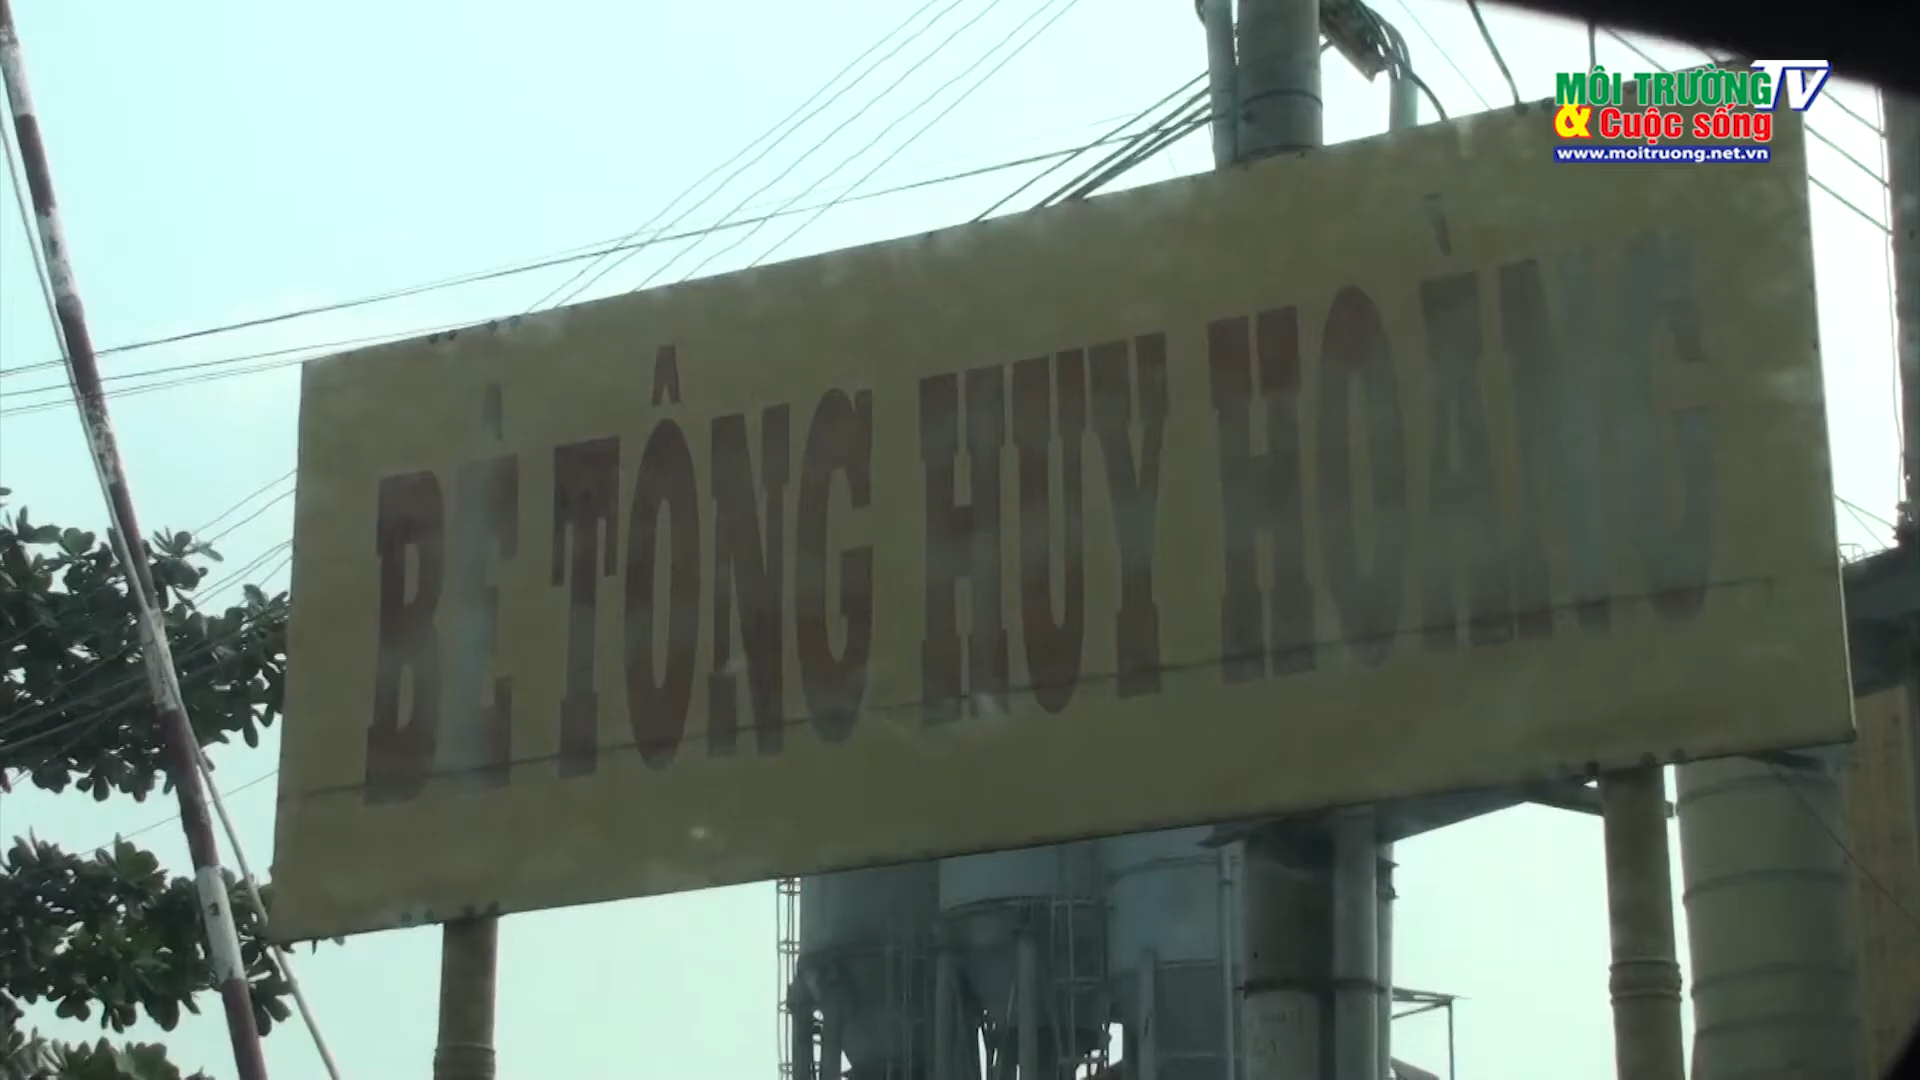 MÔI TRƯỜNG TV
& Cuộc sống
www.moitruong.net.vn
BÊ TÔNG HUY HOÀNG